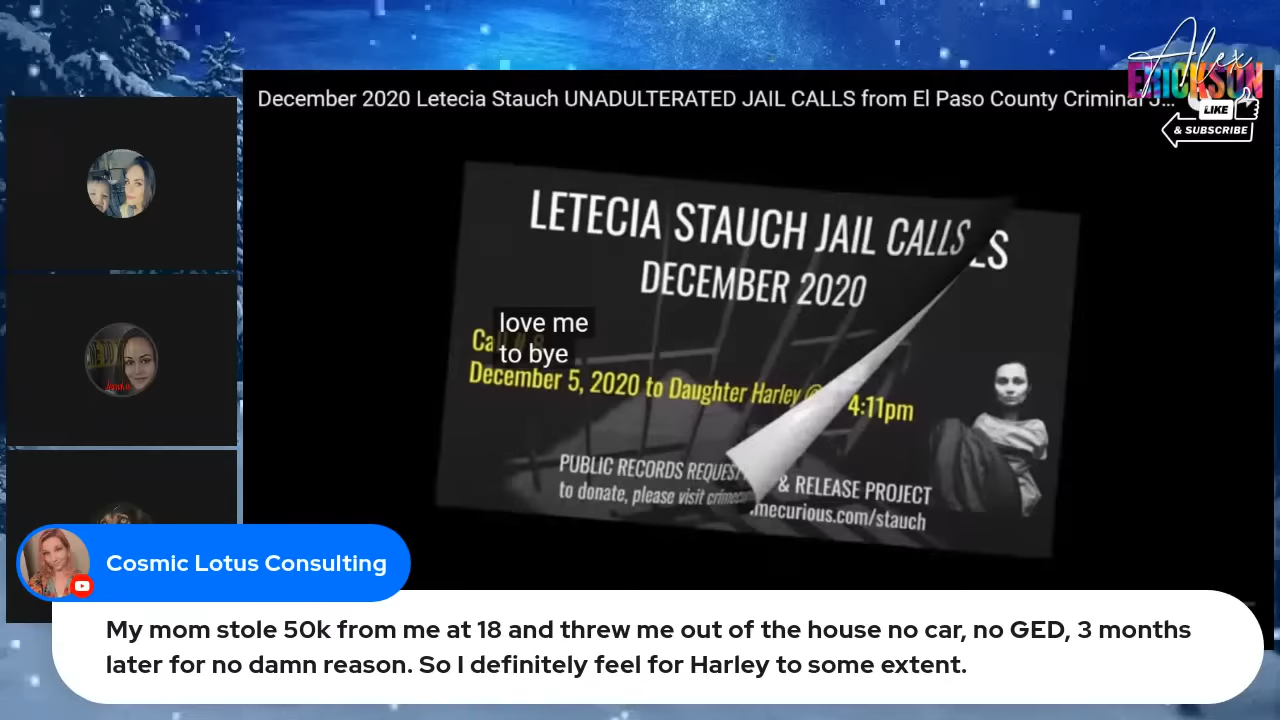 Alex
ERICKSON
LIKE
& SUBSCRIBE
December 2020 Letecia Stauch UNADULTERATED JAIL CALLS from El Paso County Criminal J...
LETECIA STAUCH JAIL CALLS
DECEMBER 2020
love me
to bye
December 5, 2020 to Daughter Harley @ 4:11pm
PUBLIC RECORDS REQUEST & RELEASE PROJECT
to donate, please visit crimecurious.com/stauch
Cosmic Lotus Consulting
My mom stole 50k from me at 18 and threw me out of the house no car, no GED, 3 months
later for no damn reason. So I definitely feel for Harley to some extent.